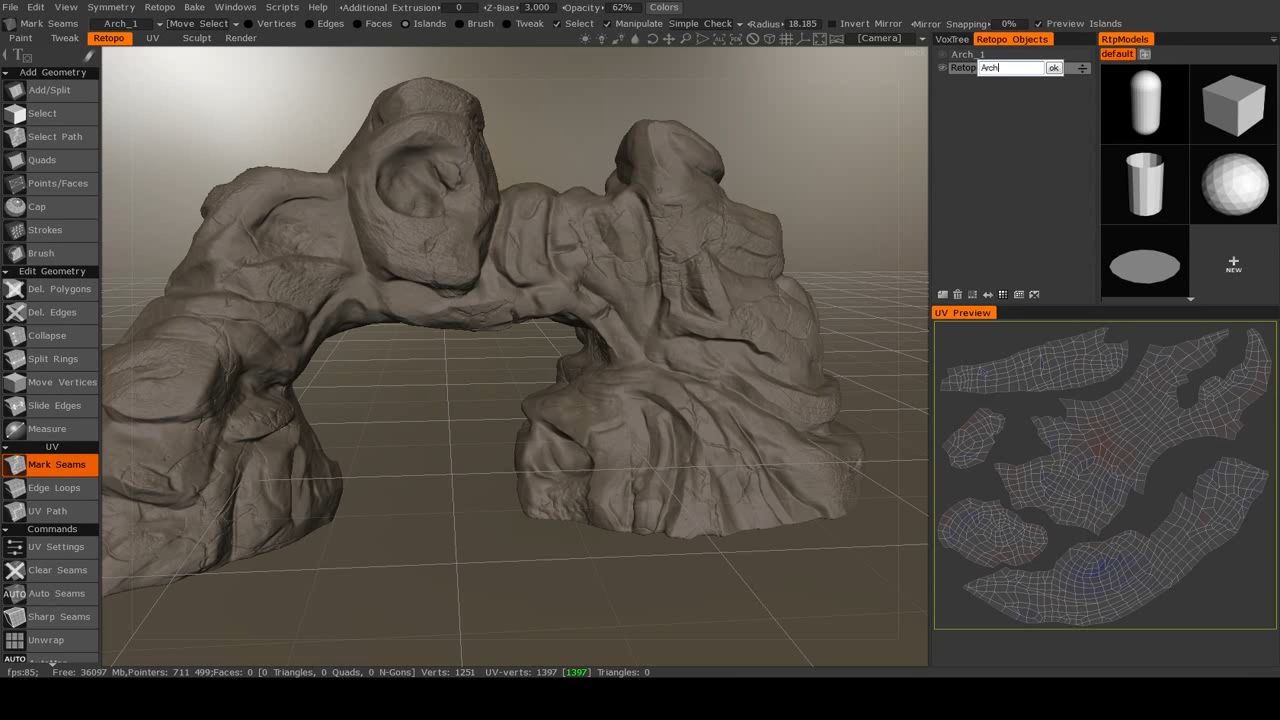 File Edit View Symmetry Retopo Bake Windows Scripts Help Additional Extrusion 0 Z-Bias 3.000 Opacity 62% Colors
Mark Seams Arch_1 [Move Select Vertices Edges Faces Islands Brush Tweak Select Manipulate Simple Check Radius 18.185 Invert Mirror Mirror Snapping 0% Preview Islands
Paint Tweak Retopo UV Sculpt Render [Camera] VoxTree Retopo Objects RtpModels
Arch_1 default
Retop Arch ok
Add Geometry
Add/Split
Select
Select Path
Quads
Points/Faces
Cap
Strokes
Brush
NEW
Edit Geometry
Del. Polygons
Del. Edges
UV Preview
Collapse
Split Rings
Move Vertices
Slide Edges
Measure
UV
Mark Seams
Edge Loops
UV Path
Commands
UV Settings
Clear Seams
AUTO Auto Seams
Sharp Seams
Unwrap
AUTO
fps:85; Free: 36097 Mb,Pointers: 711 499;Faces: 0 [0 Triangles, 0 Quads, 0 N-Gons] Verts: 1251 UV-verts: 1397 [1397] Triangles: 0